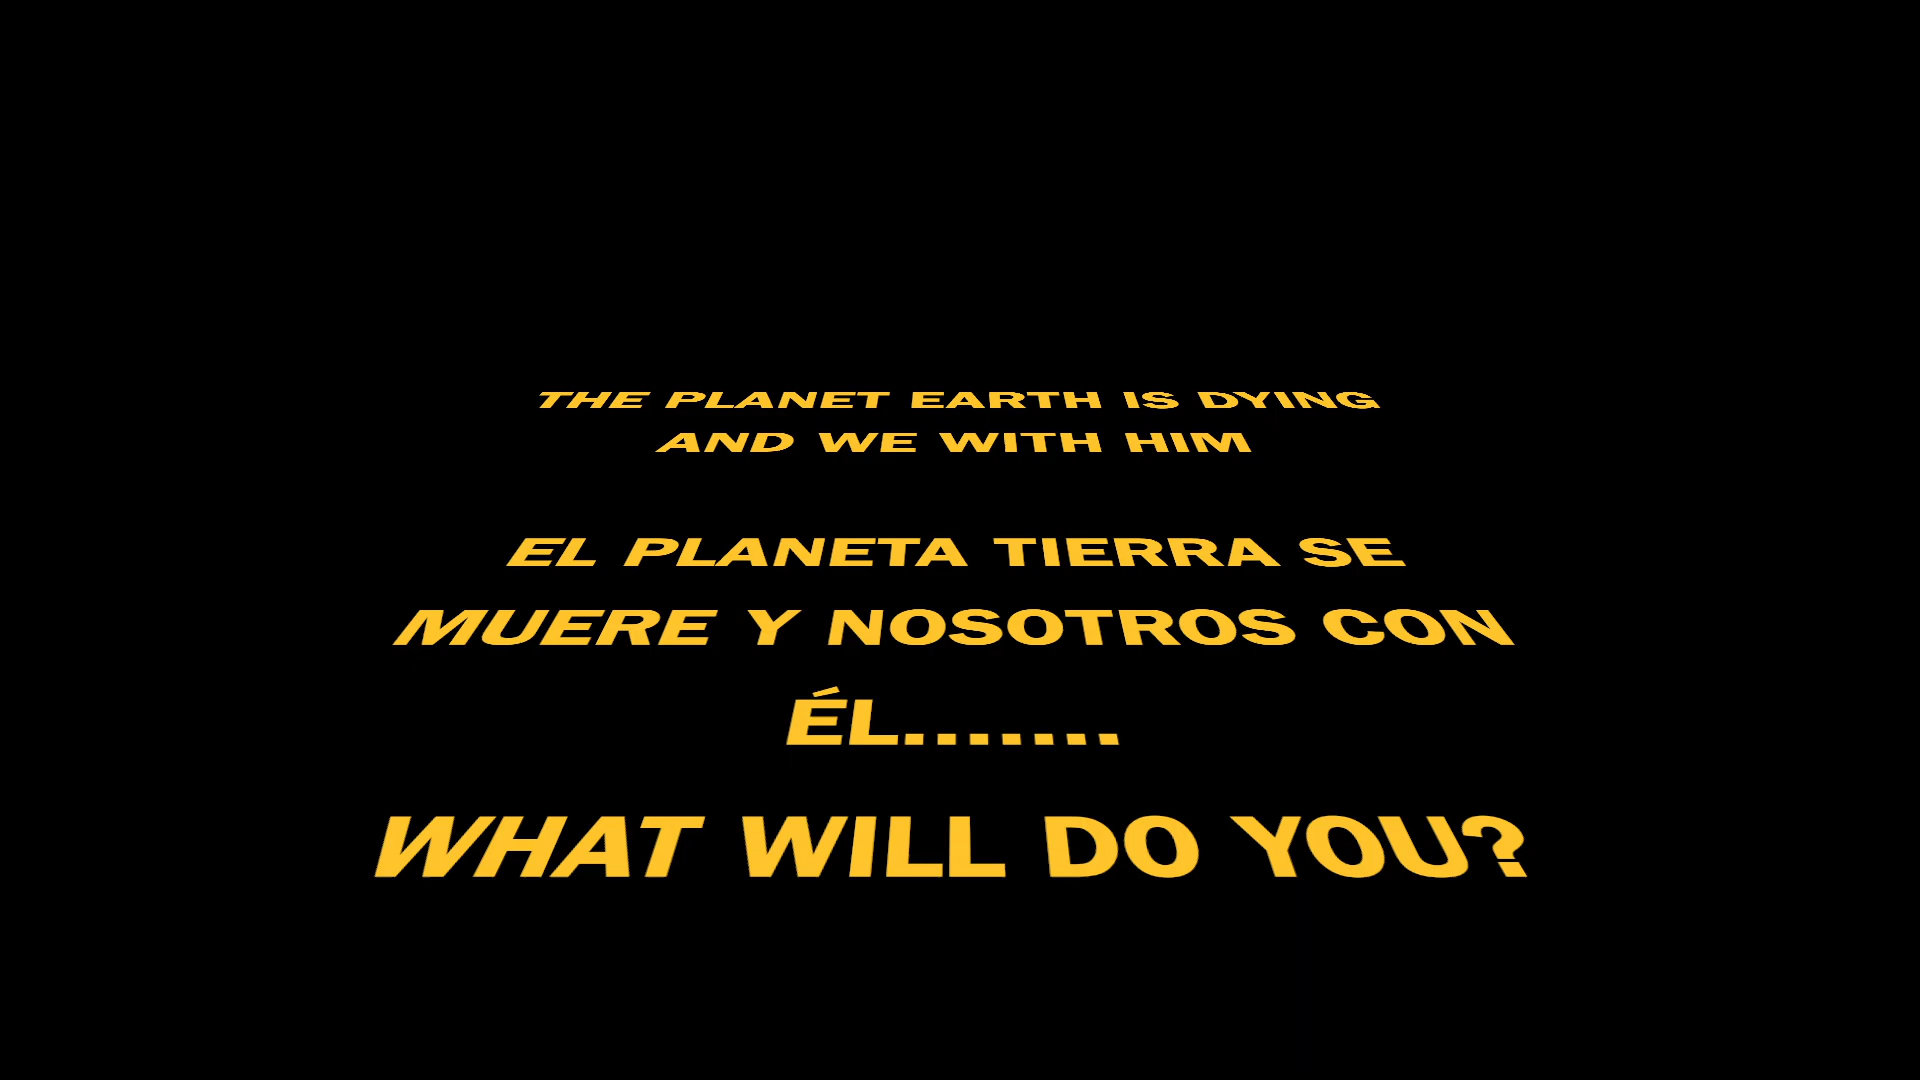 THE PLANET EARTH IS DYING
AND WE WITH HIM
EL PLANETA TIERRA SE
MUERE Y NOSOTROS CON
ÉL.......
WHAT WILL DO YOU?